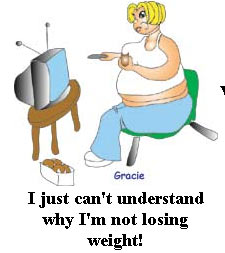 Gracie
I just can't understand
why I'm not losing
weight!